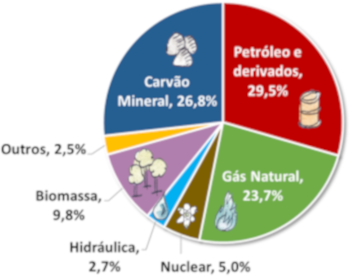 Petróleo e
derivados,
29,5%
Gás Natural,
23,7%
Nuclear, 5,0%
Hidráulica,
2,7%
Biomassa,
9,8%
Outros, 2,5%
Carvão
Mineral, 26,8%